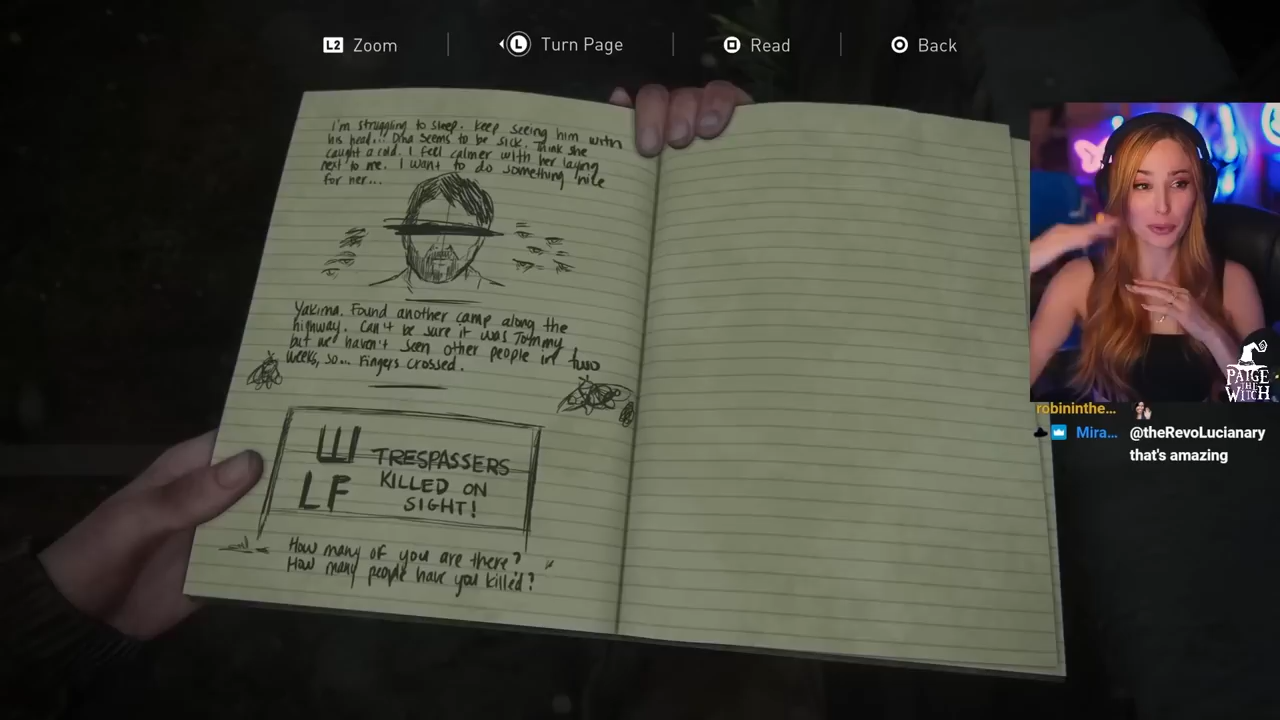 L2 Zoom
L Turn Page
Read
Back
I'm struggling to sleep. Keep seeing him with
his head... Dina seems to be sick. Think she
caught a cold. I feel calmer with her laying
next to me. I want to do something nice
for her...
Yakima. Found another camp along the
highway. Can't be sure it was Tommy
but we haven't seen other people in two
weeks, so... Fingers crossed.
W TRESPASSERS
LF KILLED ON
SIGHT!
How many of you are there?
How many people have you killed?
PAIGE
THE
WITCH
robininthe...
Mira... @theRevoLucianary
that's amazing